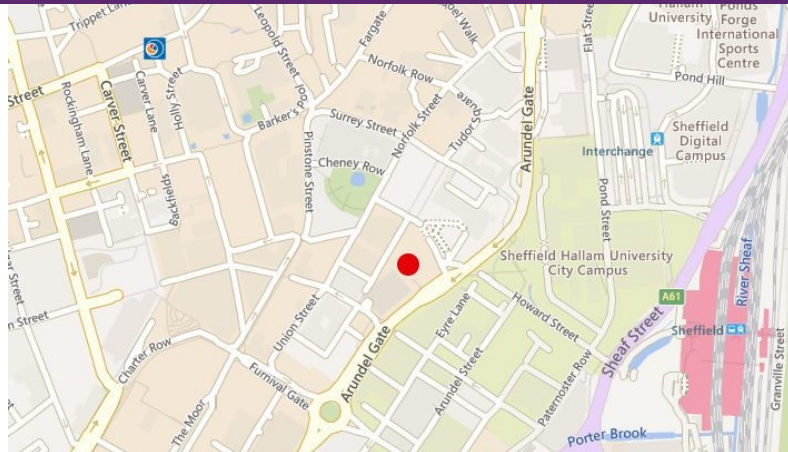 Trippet Lan
Leopold Street
Fargate
Walk
Flat Street
Hallam
University
Ponds
Forge
International
Sports
Centre
Street
Rockingham Lane
Carver Street
Carver Lane
Holly Street
Norfolk Row
Pond Hill
Barker's Pool
Surrey Street
Norfolk Street
Tudor Square
Arundel Gate
Sheffield
Digital
Campus
Interchange
Pinstone Street
Cheney Row
Backfields
Pond Street
Sheffield Hallam University
City Campus
River Sheaf
A61
Street
Union Street
Eyre Lane
Howard Street
Sheffield
Sheaf Street
Granville Street
Charter Row
Furnival Gate
Arundel Gate
Arundel Street
Paternoster Row
The Moor
Porter Brook